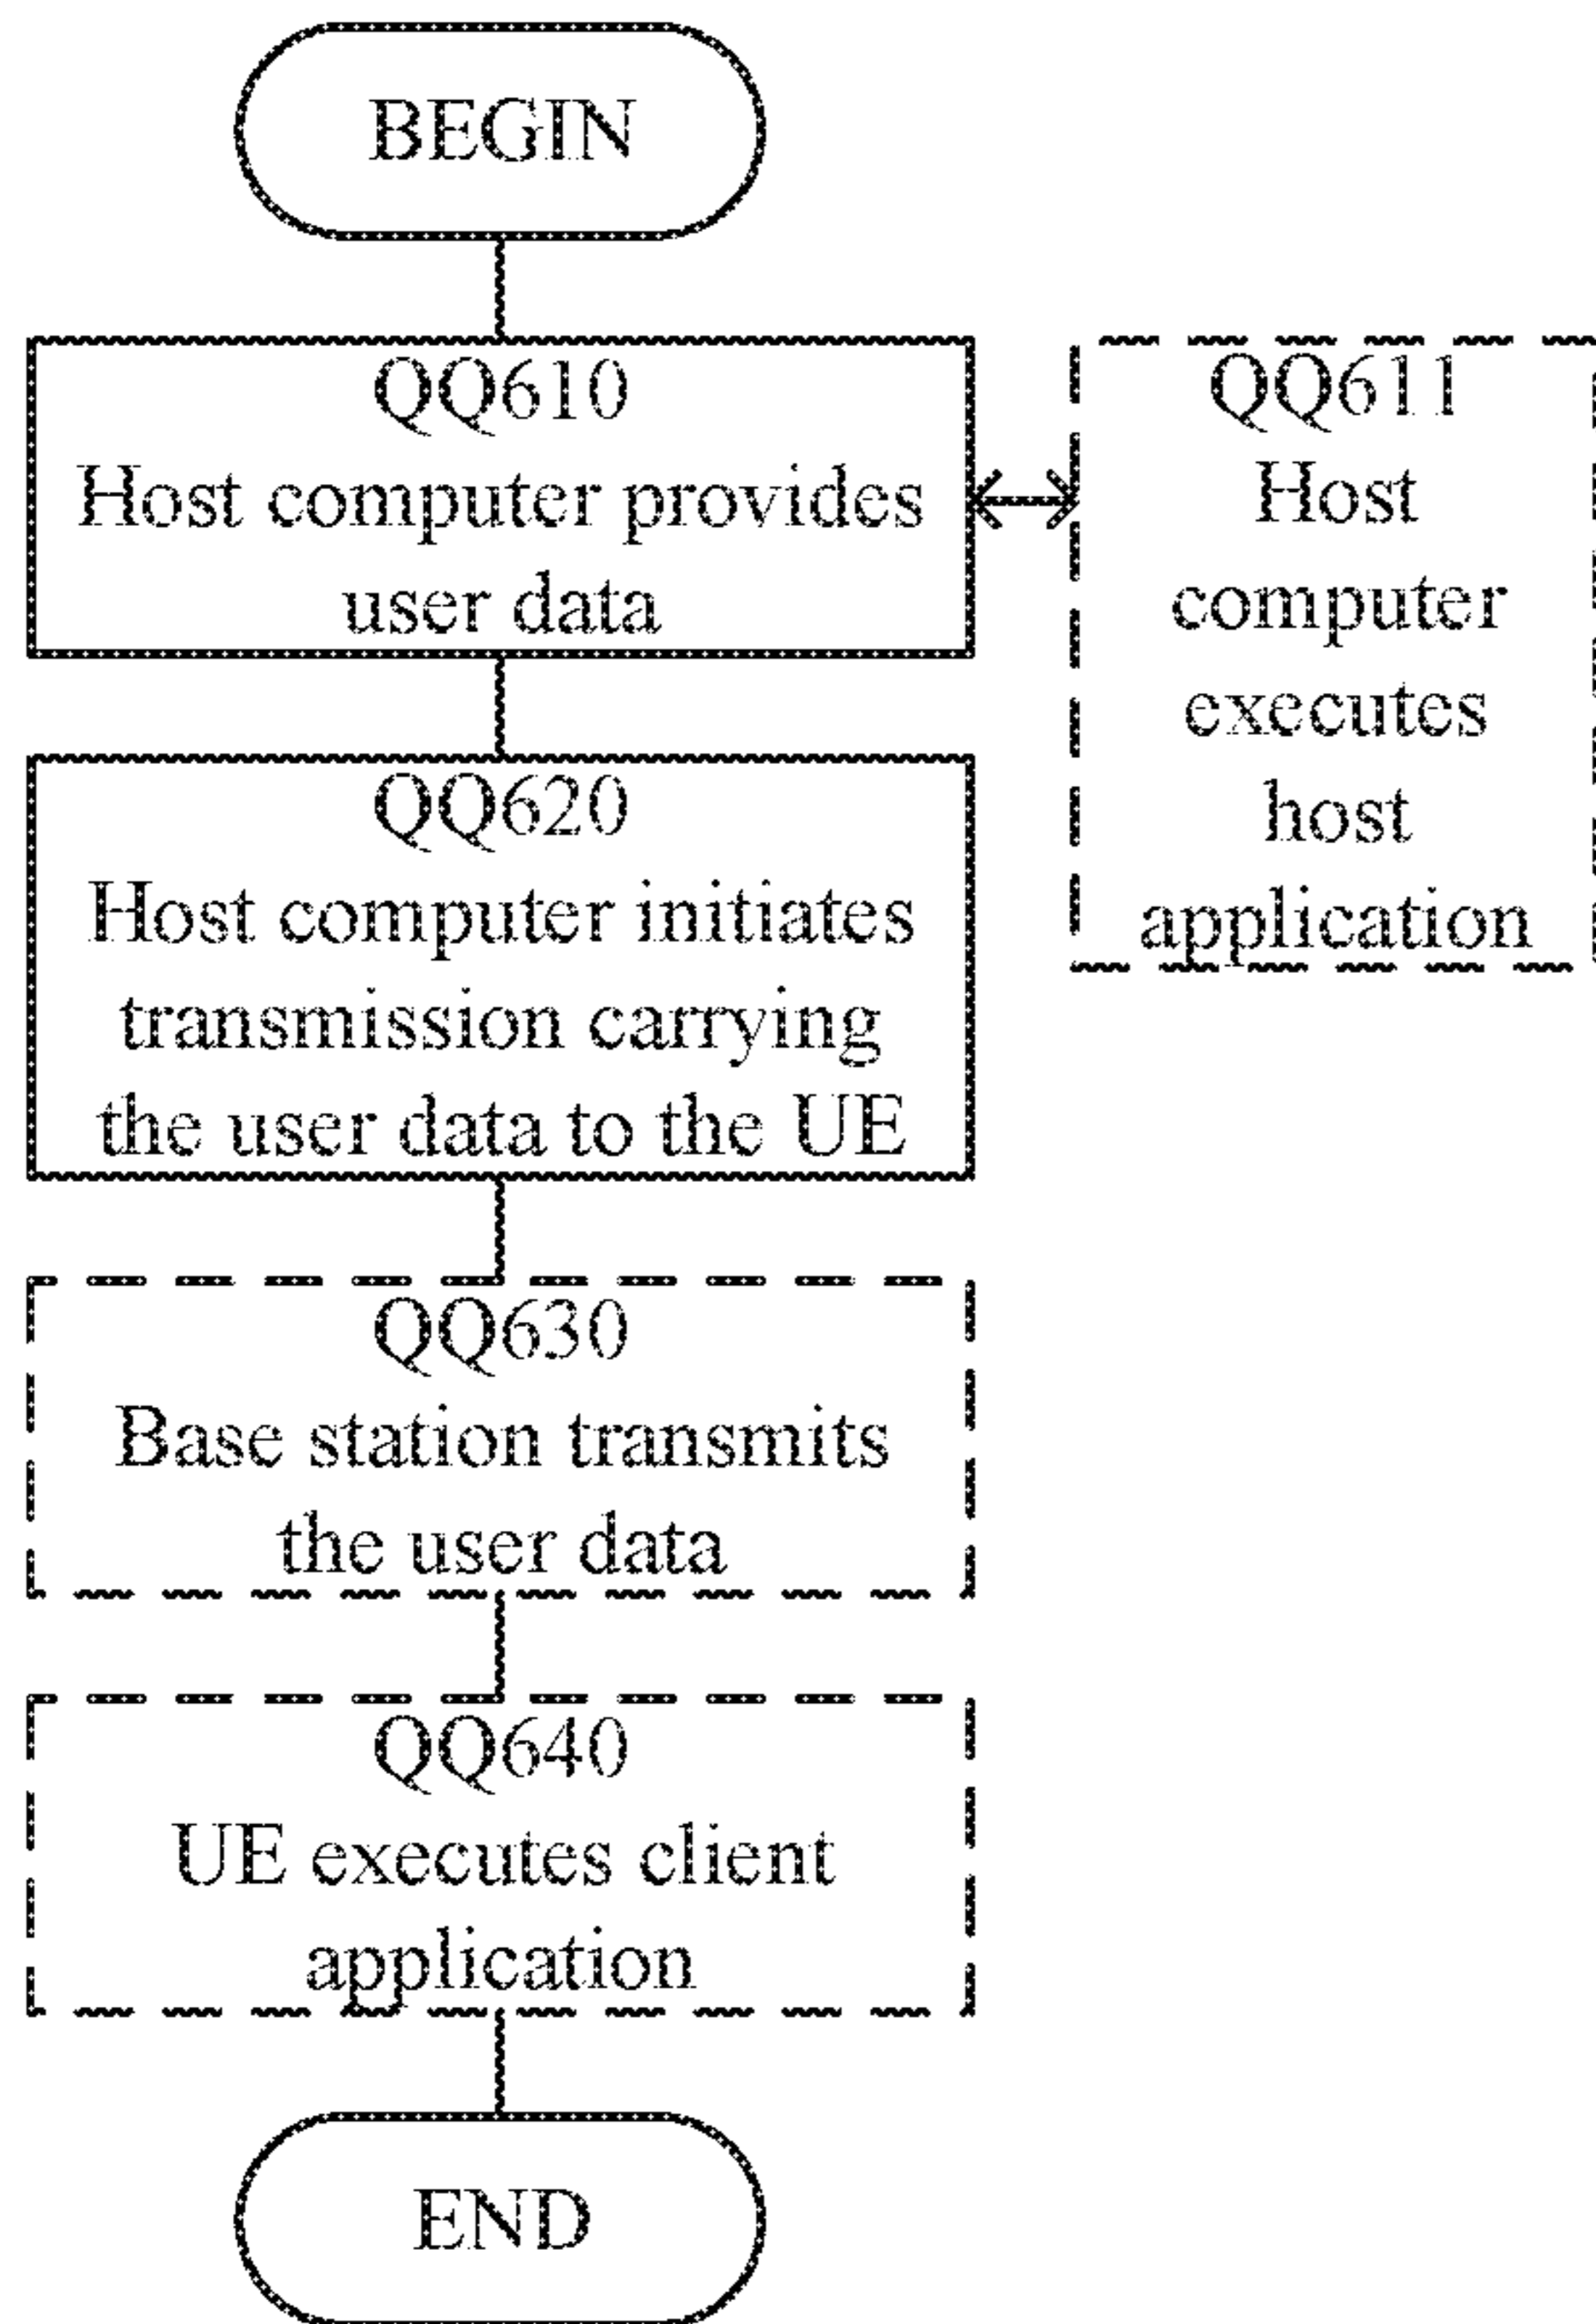 BEGIN
QQ610
Host computer provides
user data
QQ611
Host
computer
executes
host
application
QQ620
Host computer initiates
transmission carrying
the user data to the UE
QQ630
Base station transmits
the user data
QQ640
UE executes client
application
END